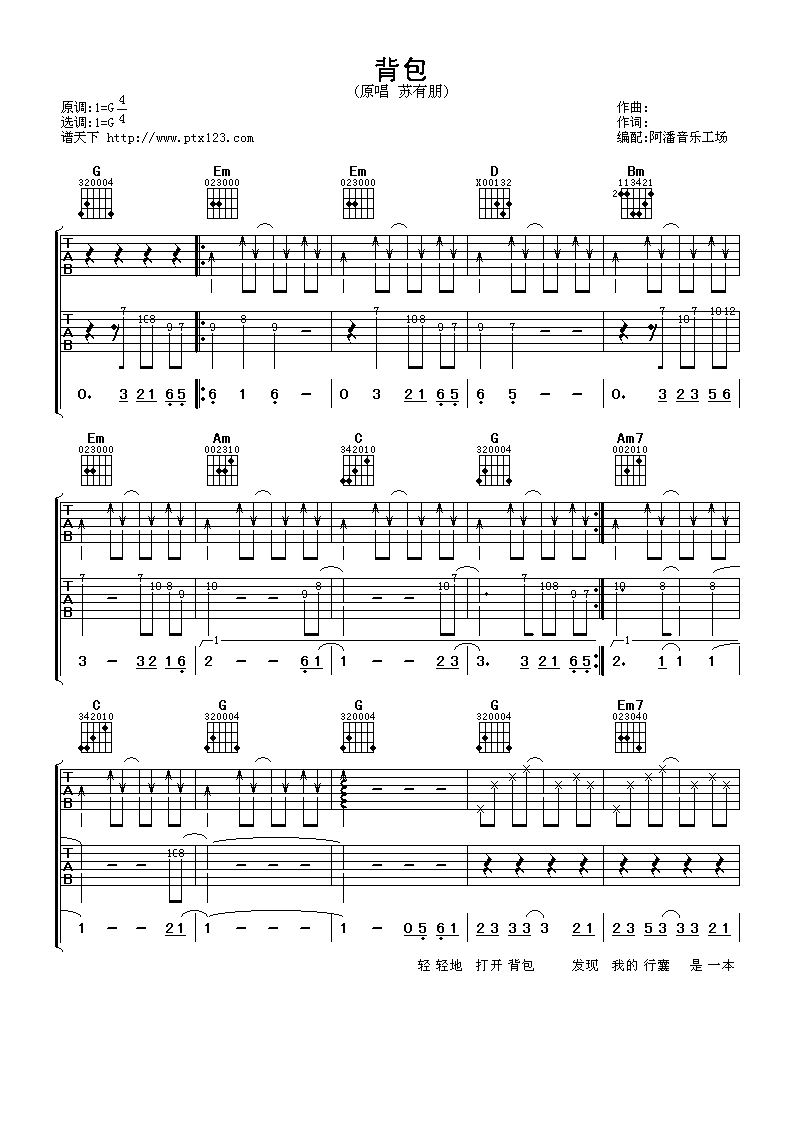 背包
(原唱 苏有朋)
原调:1=G 4/4
选调:1=G
谱天下 http://www.ptx123.com
作曲:
作词:
编配:阿潘音乐工场
G Em Em D Bm
320004 023000 023000 X00132 113421
2
T A B
7 10 8 9 7 9 8 9 - 7 10 8 9 7 9 7 - - 7 10 7 10 12
T A B
0. 3 2 1 6 5 6 1 6 - 0 3 2 1 6 5 6 5 - - 0. 3 2 3 5 6
Em Am C G Am7
023000 002310 342010 320004 002010
T A B
7 - - 7 10 8 9 10 - - 9 8 - - 10 7 7 10 8 9 7 10 8 8
T A B
1 1
3 - - 3 2 1 6 2 - - 6 1 1 - - 2 3 3. 3 2 1 6 5 2. 1 1 1
C G G G Em7
342010 320004 320004 320004 023040
T A B
- - -
T A B
- - 10 8 - - - - - -
1 - - 2 1 1 - - - 1 - 0 5 6 1 2 3 3 3 3 2 1 2 3 5 3 3 3 2 1
轻 轻地 打开 背包 发现 我的 行囊 是 一本